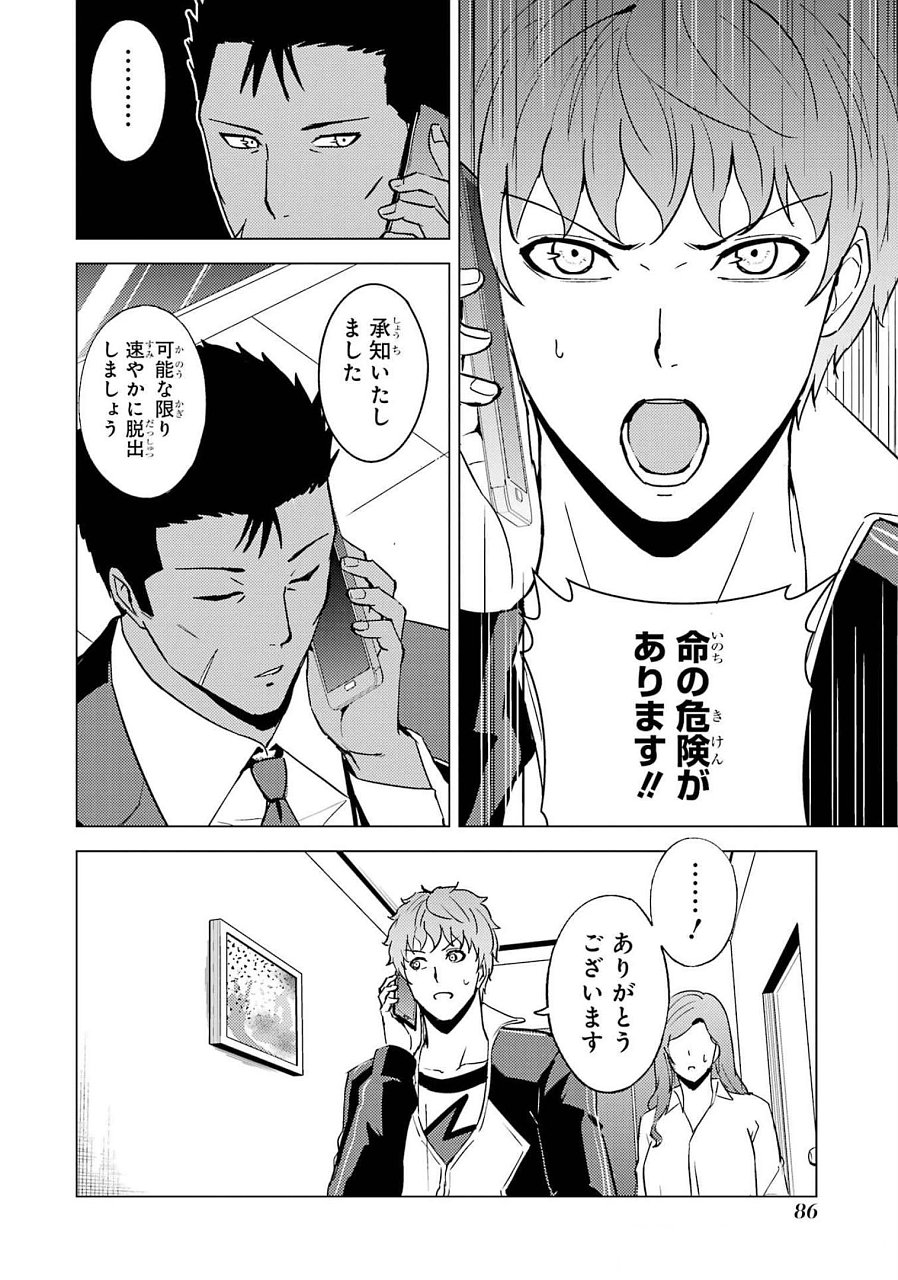 命の危険が
あります!!
………
承知いたし
ました
可能な限り
速やかに脱出
しましょう
……!
ありがとう
ございます
86